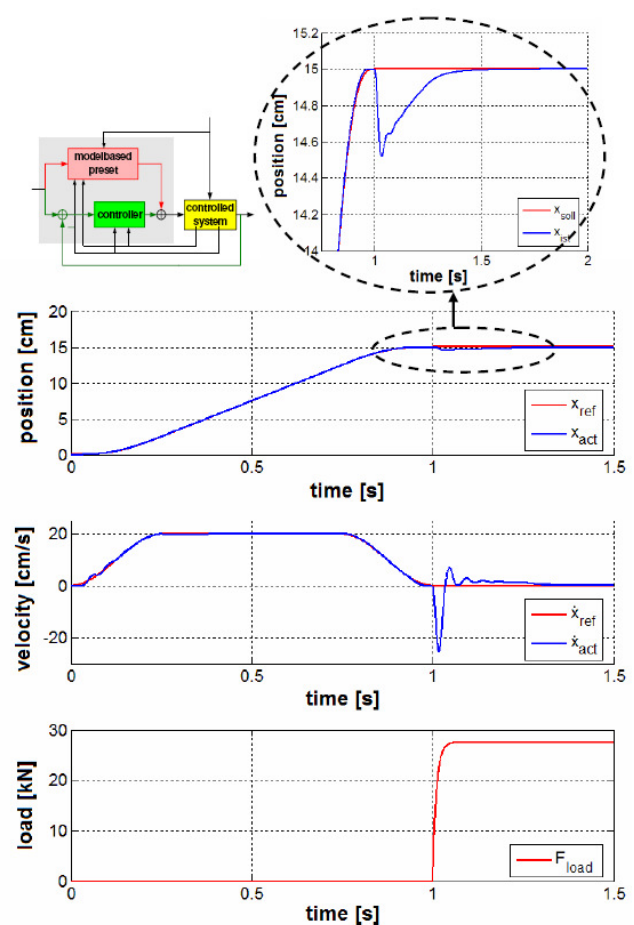 modelbased
preset
controller
controlled
system
15.2
15
14.8
14.6
14.4
14.2
14
position [cm]
1
1.5
2
time [s]
x_soll
x_ist
20
15
10
5
0
position [cm]
0
0.5
1
1.5
time [s]
x_ref
x_act
20
0
-20
velocity [cm/s]
0
0.5
1
1.5
time [s]
ẋ_ref
ẋ_act
30
20
10
0
load [kN]
0
0.5
1
1.5
time [s]
F_load